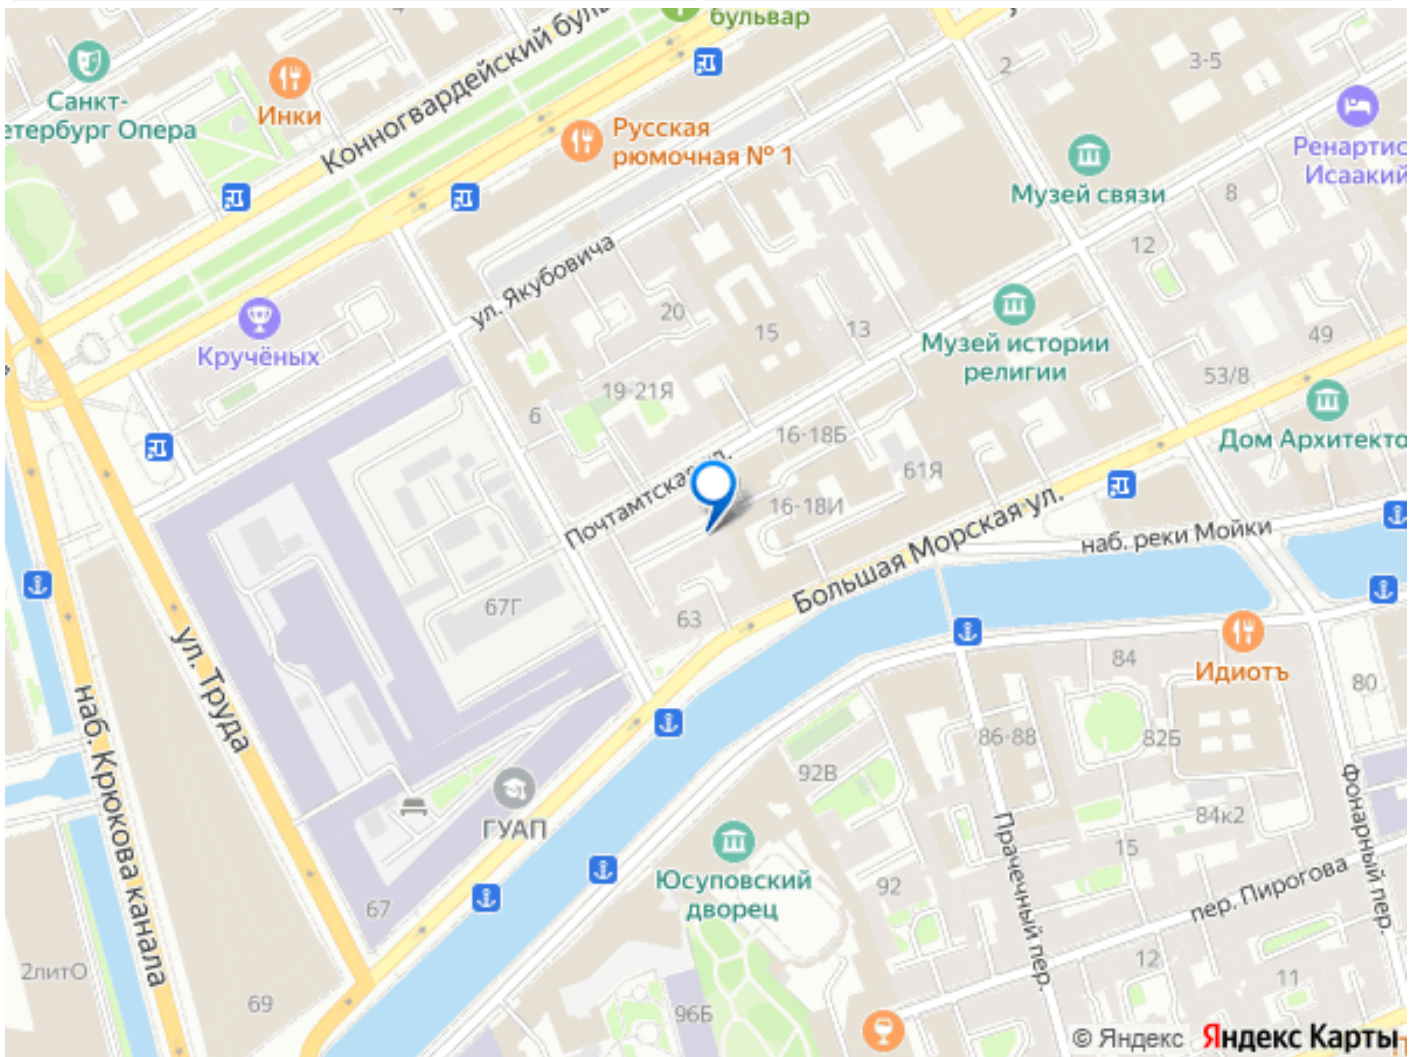 бульвар
Конногвардейский буль
Санкт-
етербург Опера
Инки
Русская
рюмочная № 1
2
3-5
Ренартис
Исаакий
Музей связи
8
12
ул. Якубовича
20
15
13
Музей истории
религии
49
53/8
Кручёных
19-21Я
6
16-18Б
Дом Архитекто
61Я
Почтамтская ул.
16-18И
Большая Морская ул.
наб. реки Мойки
67Г
63
ул. Труда
Идиотъ
84
80
наб. Крюкова канала
86-88
82Б
92В
ГУАП
84к2
Фонарный пер.
Прачечный пер.
15
Юсуповский
дворец
92
пер. Пирогова
67
2литО
69
12
11
96Б
© Яндекс Яндекс Карты